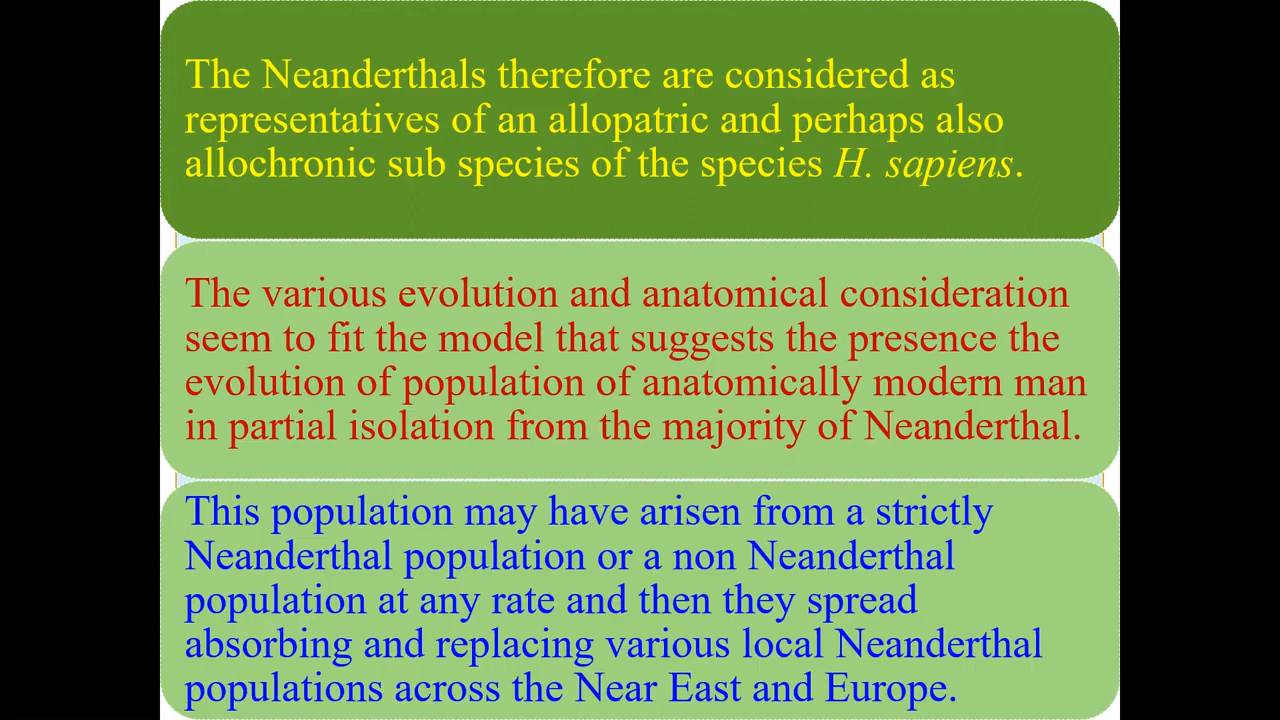 The Neanderthals therefore are considered as
representatives of an allopatric and perhaps also
allochronic sub species of the species H. sapiens.
The various evolution and anatomical consideration
seem to fit the model that suggests the presence the
evolution of population of anatomically modern man
in partial isolation from the majority of Neanderthal.
This population may have arisen from a strictly
Neanderthal population or a non Neanderthal
population at any rate and then they spread
absorbing and replacing various local Neanderthal
populations across the Near East and Europe.